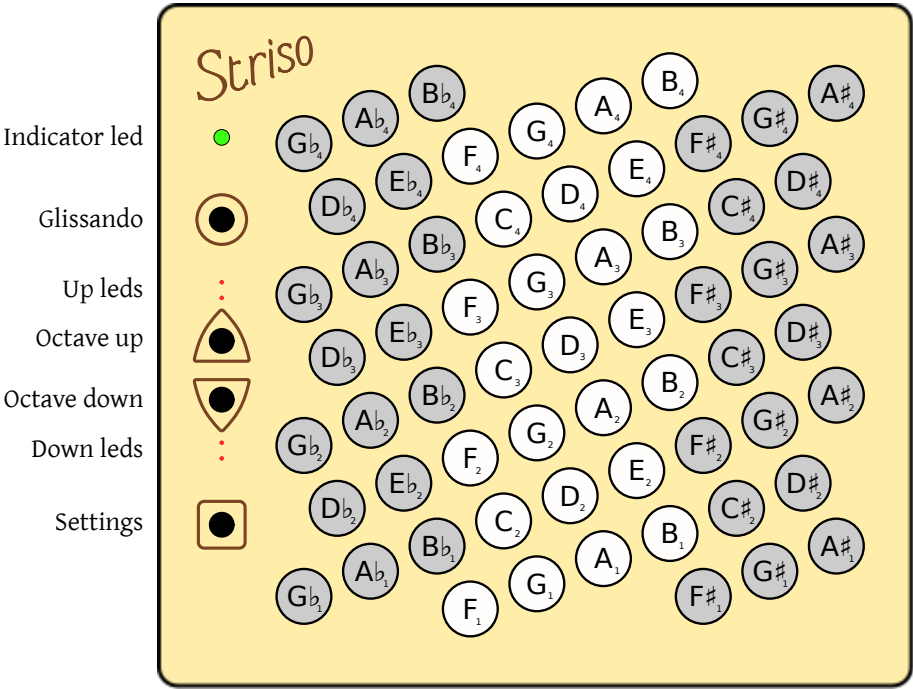 Striso
B♭4
B4
A♯4
A♭4
A4
G♯4
Indicator led
G♭4
G4
F♯4
F4
E♭4
E4
D♯4
Glissando
D♭4
D4
C♯4
C4
B♭3
B3
A♯3
A♭3
A3
G♯3
Up leds
G♭3
G3
F♯3
F3
Octave up
E♭3
E3
D♯3
D♭3
D3
C♯3
C3
Octave down
B♭2
B2
A♯2
A♭2
A2
G♯2
Down leds
G♭2
G2
F♯2
F2
E♭2
E2
D♯2
Settings
D♭2
D2
C♯2
C2
B♭1
B1
A♯1
A♭1
A1
G♯1
G♭1
G1
F♯1
F1